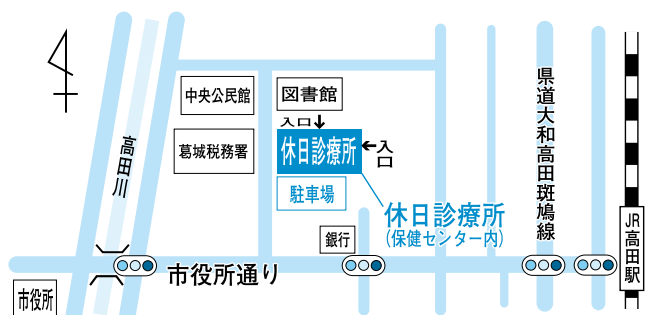 中央公民館
図書館
入口
葛城税務署
休日診療所
入口
駐車場
休日診療所
(保健センター内)
銀行
高田川
市役所通り
市役所
県道大和高田斑鳩線
JR高田駅